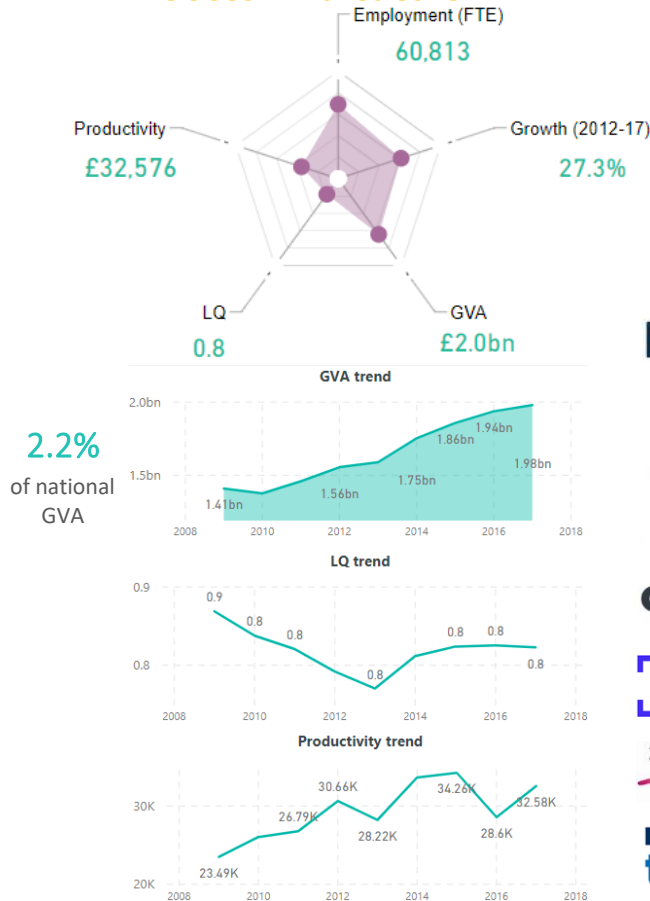 Employment (FTE)
60,813
Productivity
£32,576
Growth (2012-17)
27.3%
LQ
0.8
GVA
£2.0bn
2.2%
of national
GVA
GVA trend
2.0bn
1.5bn
1.41bn
1.56bn
1.75bn
1.86bn
1.94bn
1.98bn
2008 2010 2012 2014 2016 2018
LQ trend
0.9
0.8
0.9
0.8
0.8
0.8
0.8
0.8
0.8
2008 2010 2012 2014 2016 2018
Productivity trend
30K
20K
23.49K
26.79K
30.66K
28.22K
34.26K
28.6K
32.58K
2008 2010 2012 2014 2016 2018